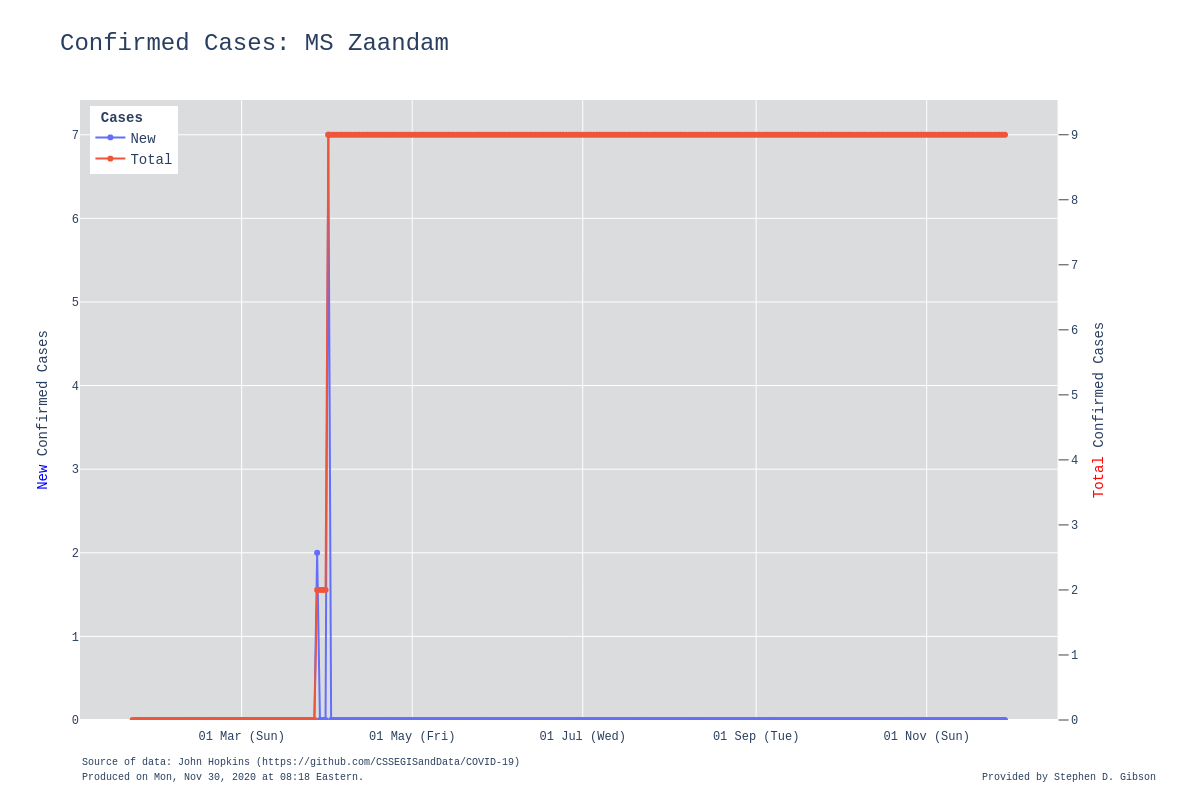 Confirmed Cases: MS Zaandam
Cases
New
Total
7
6
5
4
3
2
1
0
New Confirmed Cases
9
8
7
6
5
4
3
2
1
0
Total Confirmed Cases
01 Mar (Sun)
01 May (Fri)
01 Jul (Wed)
01 Sep (Tue)
01 Nov (Sun)
Source of data: John Hopkins (https://github.com/CSSEGISandData/COVID-19)
Produced on Mon, Nov 30, 2020 at 08:18 Eastern.
Provided by Stephen D. Gibson